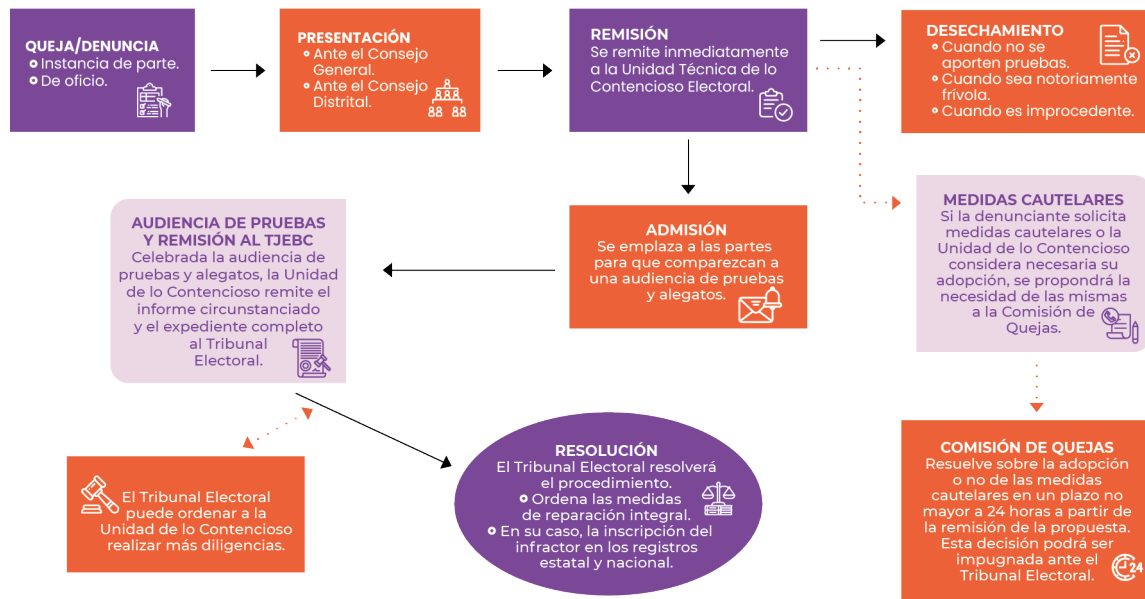 QUEJA/DENUNCIA
Instancia de parte.
De oficio.
PRESENTACIÓN
Ante el Consejo
General.
Ante el Consejo
Distrital.
REMISIÓN
Se remite inmediatamente
a la Unidad Técnica de lo
Contencioso Electoral.
DESECHAMIENTO
Cuando no se
aporten pruebas.
Cuando sea notoriamente
frívola.
Cuando es improcedente.
MEDIDAS CAUTELARES
Si la denunciante solicita
medidas cautelares o la
Unidad de lo Contencioso
considera necesaria su
adopción, se propondrá la
necesidad de las mismas
a la Comisión de
Quejas.
ADMISIÓN
Se emplaza a las partes
para que comparezcan a
una audiencia de pruebas
y alegatos.
AUDIENCIA DE PRUEBAS
Y REMISIÓN AL TJEBC
Celebrada la audiencia de
pruebas y alegatos, la Unidad
de lo Contencioso remite el
informe circunstanciado
y el expediente completo
al Tribunal
Electoral.
El Tribunal Electoral
puede ordenar a la
Unidad de lo Contencioso
realizar más diligencias.
RESOLUCIÓN
El Tribunal Electoral resolverá
el procedimiento.
Ordena las medidas
de reparación integral.
En su caso, la inscripción del
infractor en los registros
estatal y nacional.
COMISIÓN DE QUEJAS
Resuelve sobre la adopción
o no de las medidas
cautelares en un plazo no
mayor a 24 horas a partir de
la remisión de la propuesta.
Esta decisión podrá ser
impugnada ante el
Tribunal Electoral.
24